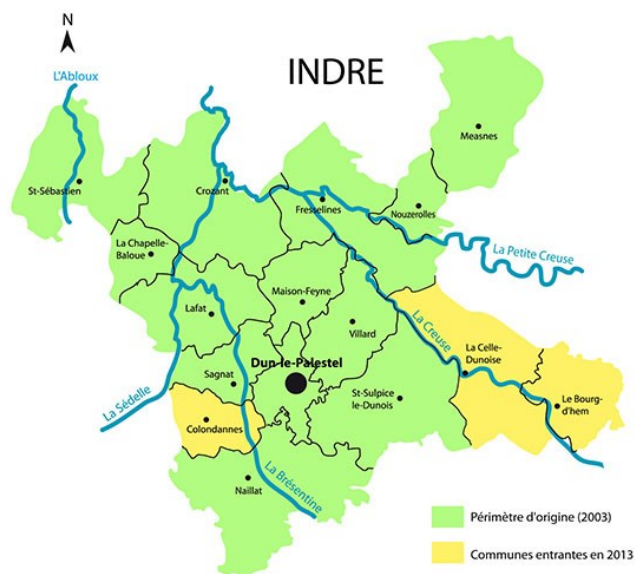 N
INDRE
L'Abloux
Measnes
St-Sébastien
Crozant
Fresselines
Nouzerolles
La Chapelle-
Baloue
La Petite Creuse
Maison-Feyne
Lafat
Villard
La Creuse
La Celle-
Dunoise
Dun-le-Palestel
Sagnat
St-Sulpice
le-Dunois
Le Bourg-
d'hem
La Sédelle
Colondannes
La Brésentine
Naillat
Périmètre d'origine (2003)
Communes entrantes en 2013